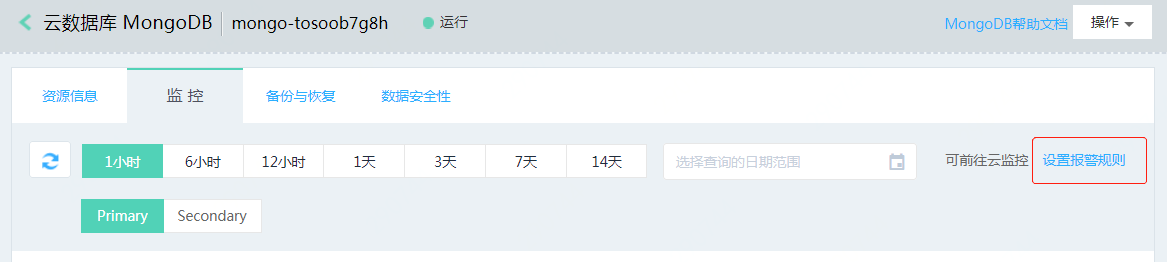 云数据库 MongoDB mongo-tosoob7g8h 运行 MongoDB帮助文档 操作
资源信息 监 控 备份与恢复 数据安全性
1小时 6小时 12小时 1天 3天 7天 14天 选择查询的日期范围 可前往云监控 设置报警规则
Primary Secondary